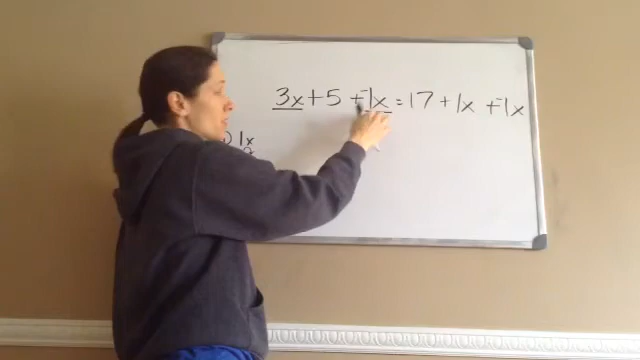 3x + 5 + ⁻1x = 17 + 1x + ⁻1x
) 1x